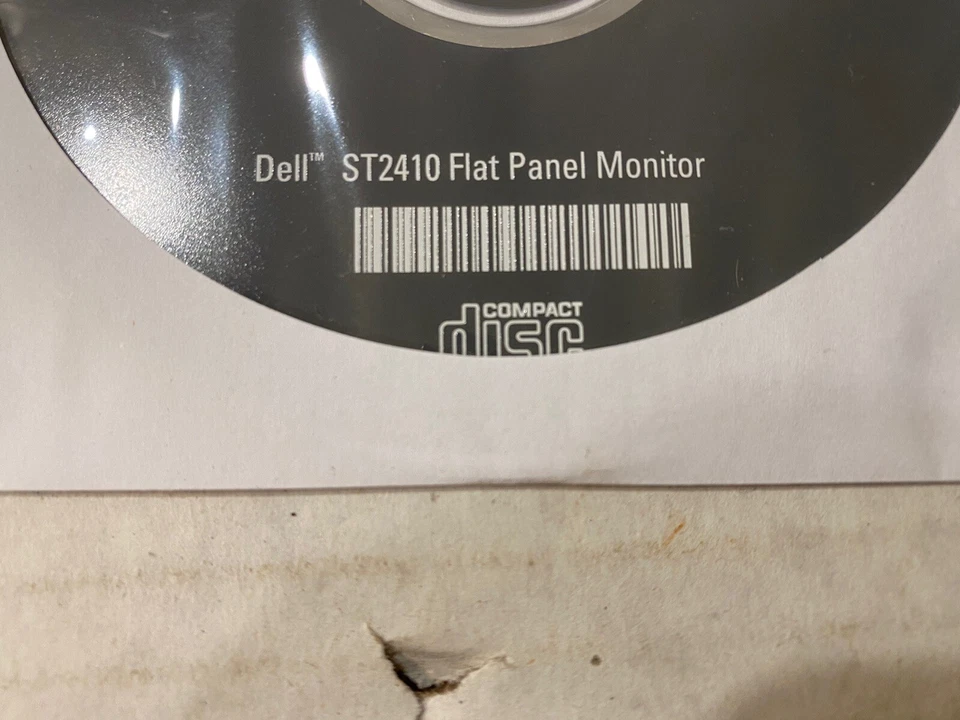 Dell™ ST2410 Flat Panel Monitor
COMPACT
disc